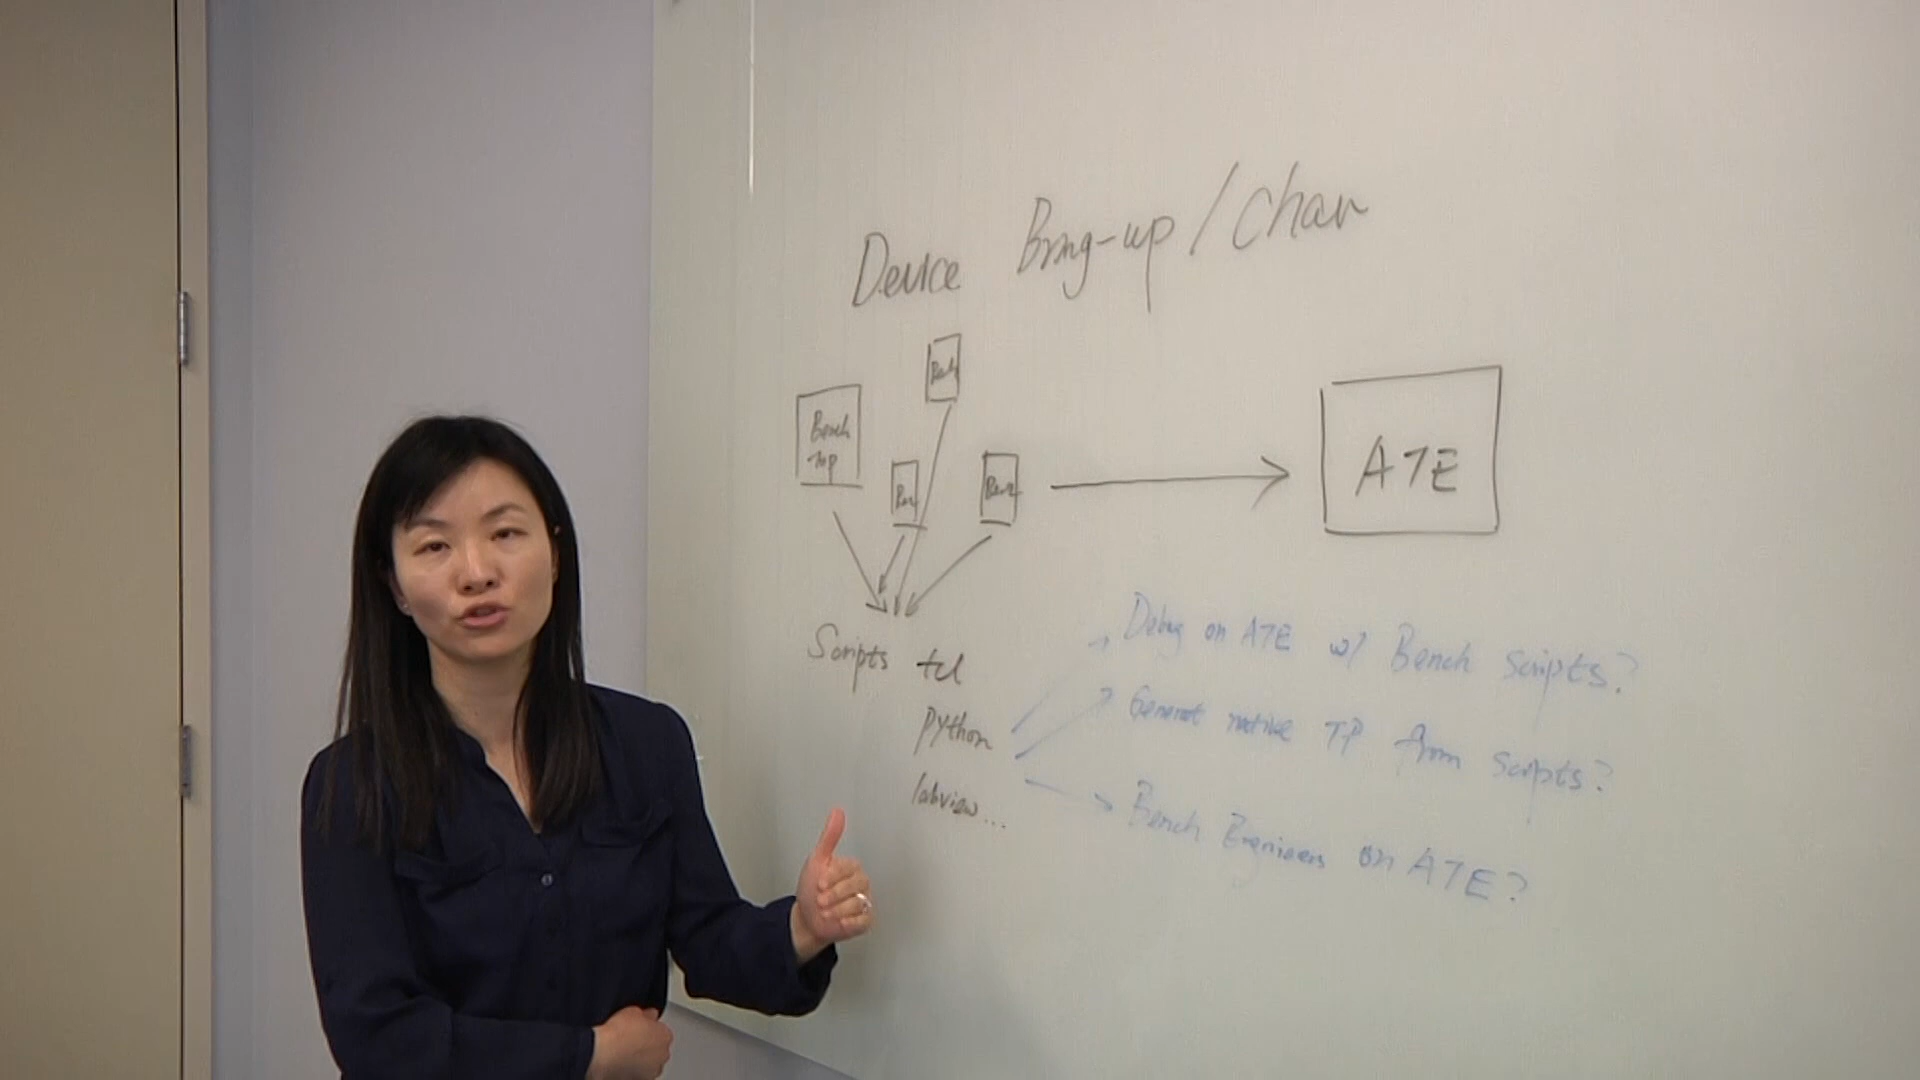 Device Bring-up / Char
Bench
Top
ATE
Scripts tcl
python
labview...
Debug on ATE w/ Bench Scripts?
Generat native TP from scripts?
Bench Engineers on ATE?